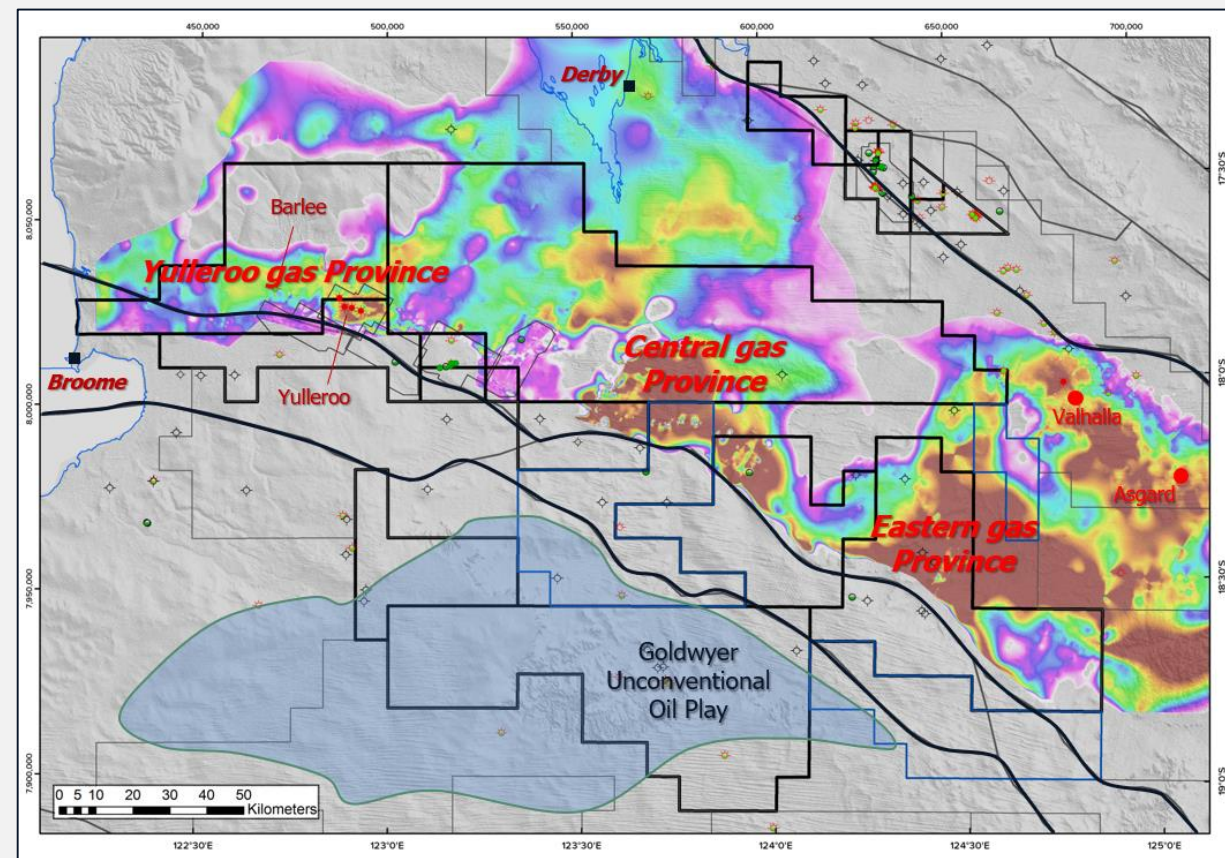 450,000 500,000 550,000 600,000 650,000 700,000
Derby
17°30'S
8,050,000
Barlee
Yulleroo gas Province
Central gas
Province
18°0'S
Broome
Yulleroo
8,000,000
Valhalla
Asgard
Eastern gas
Province
18°30'S
7,950,000
Goldwyer
Unconventional
Oil Play
7,900,000
19°0'S
0 5 10 20 30 40 50
Kilometers
122°30'E 123°0'E 123°30'E 124°0'E 124°30'E 125°0'E